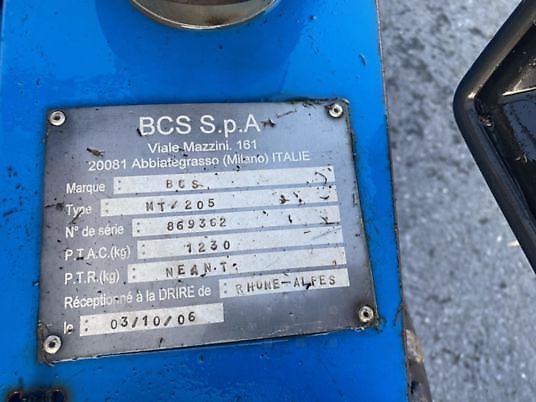 BCS S.p.A
Viale Mazzini, 161
20081 Abbiategrasso (Milano) ITALIE
Marque : BCS
Type : MT/205
N° de série : 869362
P.T.A.C.(kg) : 1230
P.T.R.(kg) : NEANT
Réceptionné à la DRIRE de : RHONE-ALPES
le : 03/10/06